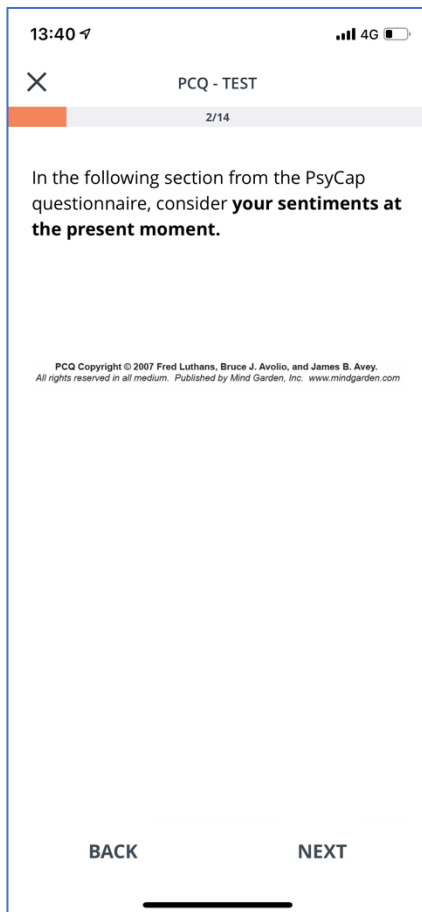 13:40 4G
PCQ - TEST
2/14
In the following section from the PsyCap
questionnaire, consider your sentiments at
the present moment.
PCQ Copyright © 2007 Fred Luthans, Bruce J. Avolio, and James B. Avey.
All rights reserved in all medium. Published by Mind Garden, Inc. www.mindgarden.com
BACK NEXT